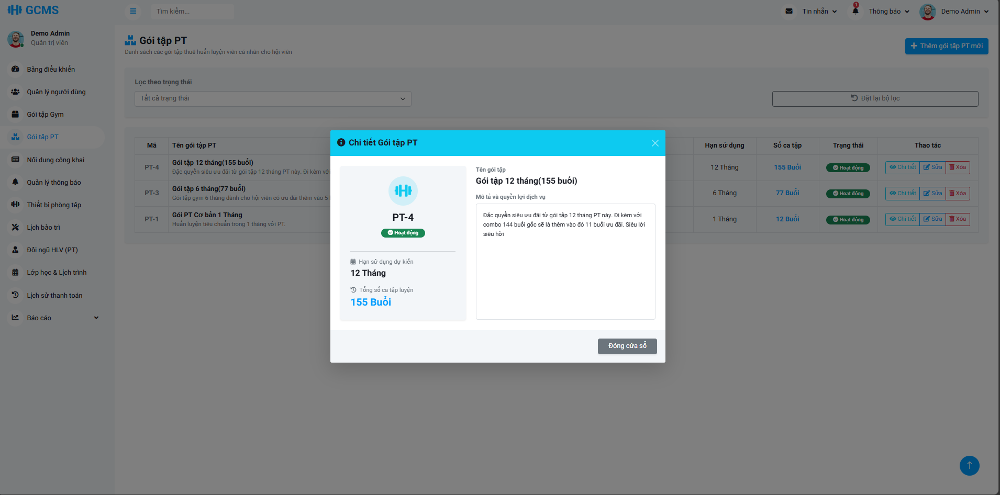 GCMS
Tìm kiếm...
Tin nhắn
1
Thông báo
Demo Admin
Demo Admin
Quản trị viên
Bảng điều khiển
Quản lý người dùng
Gói tập Gym
Gói tập PT
Nội dung công khai
Quản lý thông báo
Thiết bị phòng tập
Lịch bảo trì
Đội ngũ HLV (PT)
Lớp học & Lịch trình
Lịch sử thanh toán
Báo cáo
Gói tập PT
Danh sách các gói tập thuê huấn luyện viên cá nhân cho hội viên
Thêm gói tập PT mới
Lọc theo trạng thái
Tất cả trạng thái
Đặt lại bộ lọc
Mã Tên gói tập PT Hạn sử dụng Số ca tập Trạng thái Thao tác
PT-4 Gói tập 12 tháng(155 buổi) 12 Tháng 155 Buổi Hoạt động Chi tiết Sửa Xóa
Đặc quyền siêu ưu đãi từ gói tập 12 tháng PT này. Đi kèm với
PT-3 Gói tập 6 tháng(77 buổi) 6 Tháng 77 Buổi Hoạt động Chi tiết Sửa Xóa
Gói tập gym 6 tháng dành cho hội viên có ưu đãi thêm vào 5
PT-1 Gói PT Cơ bản 1 Tháng 1 Tháng 12 Buổi Hoạt động Chi tiết Sửa Xóa
Huấn luyện tiêu chuẩn trong 1 tháng với PT.
Chi tiết Gói tập PT
PT-4
Hoạt động
Hạn sử dụng dự kiến
12 Tháng
Tổng số ca tập luyện
155 Buổi
Tên gói tập
Gói tập 12 tháng(155 buổi)
Mô tả và quyền lợi dịch vụ
Đặc quyền siêu ưu đãi từ gói tập 12 tháng PT này. Đi kèm với
combo 144 buổi gốc sẽ là thêm vào đó 11 buổi ưu đãi. Siêu lời
siêu hời
Đóng cửa sổ